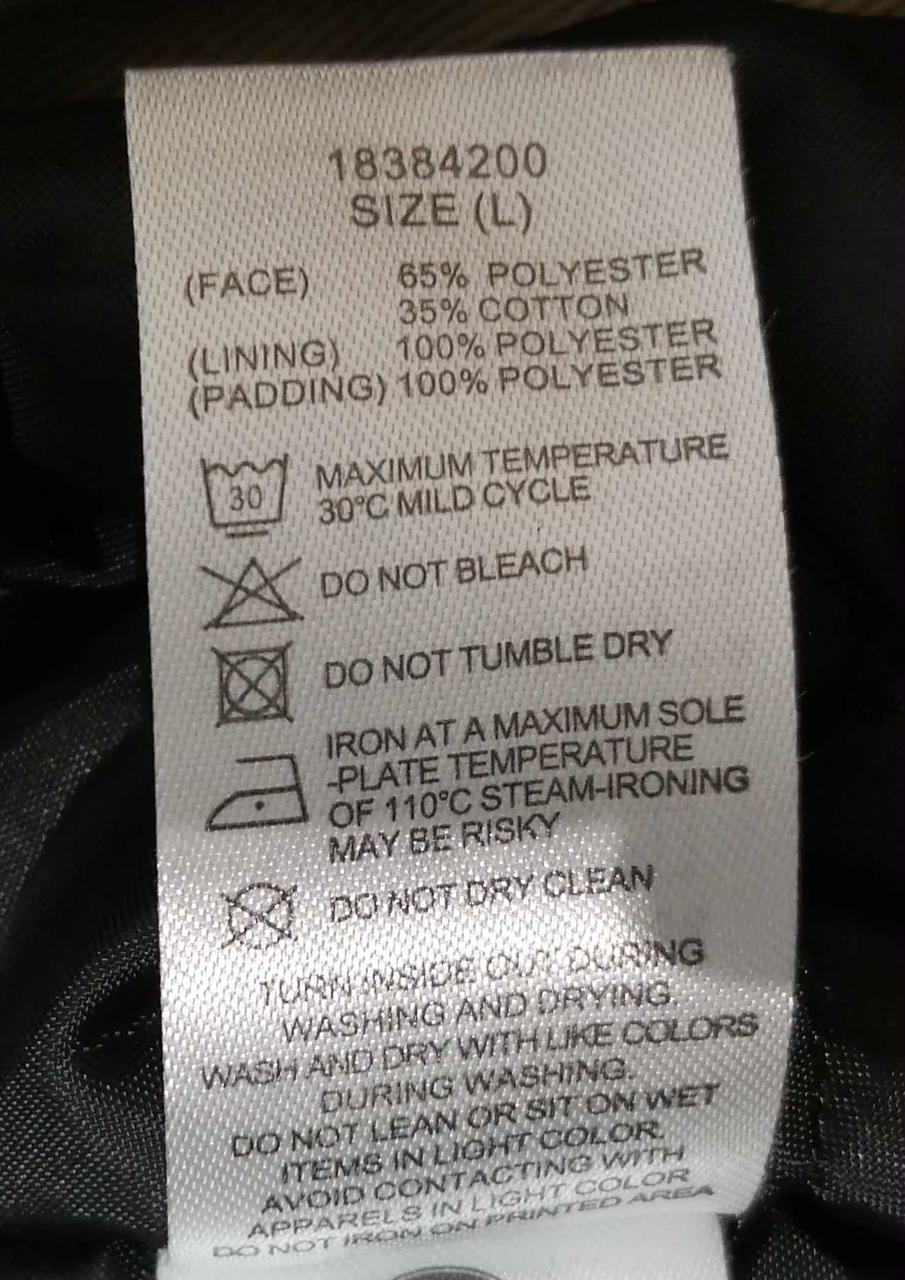 18384200
SIZE (L)
(FACE) 65% POLYESTER
35% COTTON
(LINING) 100% POLYESTER
(PADDING) 100% POLYESTER
30 MAXIMUM TEMPERATURE
30°C MILD CYCLE
DO NOT BLEACH
DO NOT TUMBLE DRY
IRON AT A MAXIMUM SOLE
-PLATE TEMPERATURE
OF 110°C STEAM-IRONING
MAY BE RISKY
DO NOT DRY CLEAN
TURN INSIDE OUT DURING
WASHING AND DRYING.
WASH AND DRY WITH LIKE COLORS
DURING WASHING.
DO NOT LEAN OR SIT ON WET
ITEMS IN LIGHT COLOR.
AVOID CONTACTING WITH
APPARELS IN LIGHT COLOR
DO NOT IRON ON PRINTED AREA